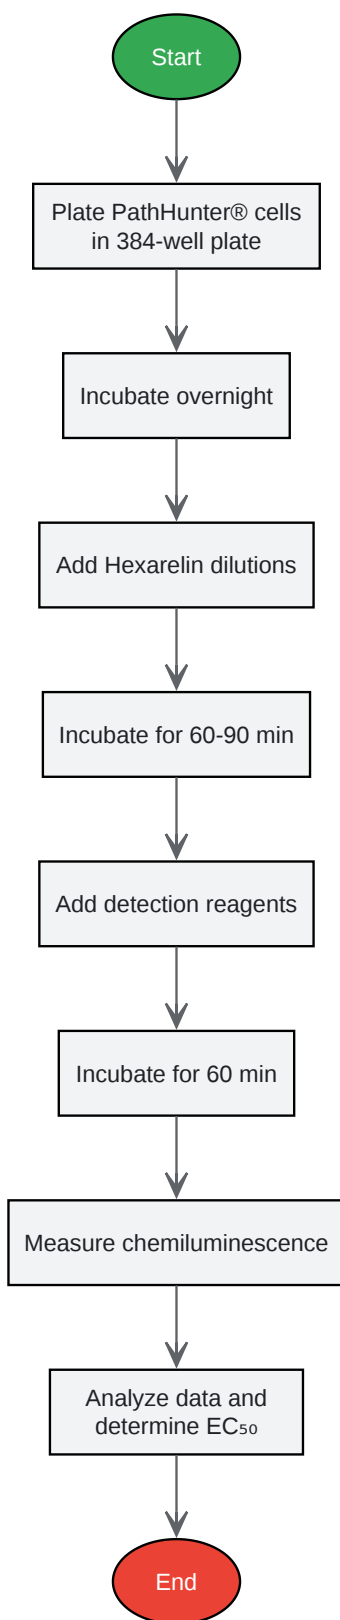 Start
Plate PathHunter® cells
in 384-well plate
Incubate overnight
Add Hexarelin dilutions
Incubate for 60-90 min
Add detection reagents
Incubate for 60 min
Measure chemiluminescence
Analyze data and
determine EC₅₀
End